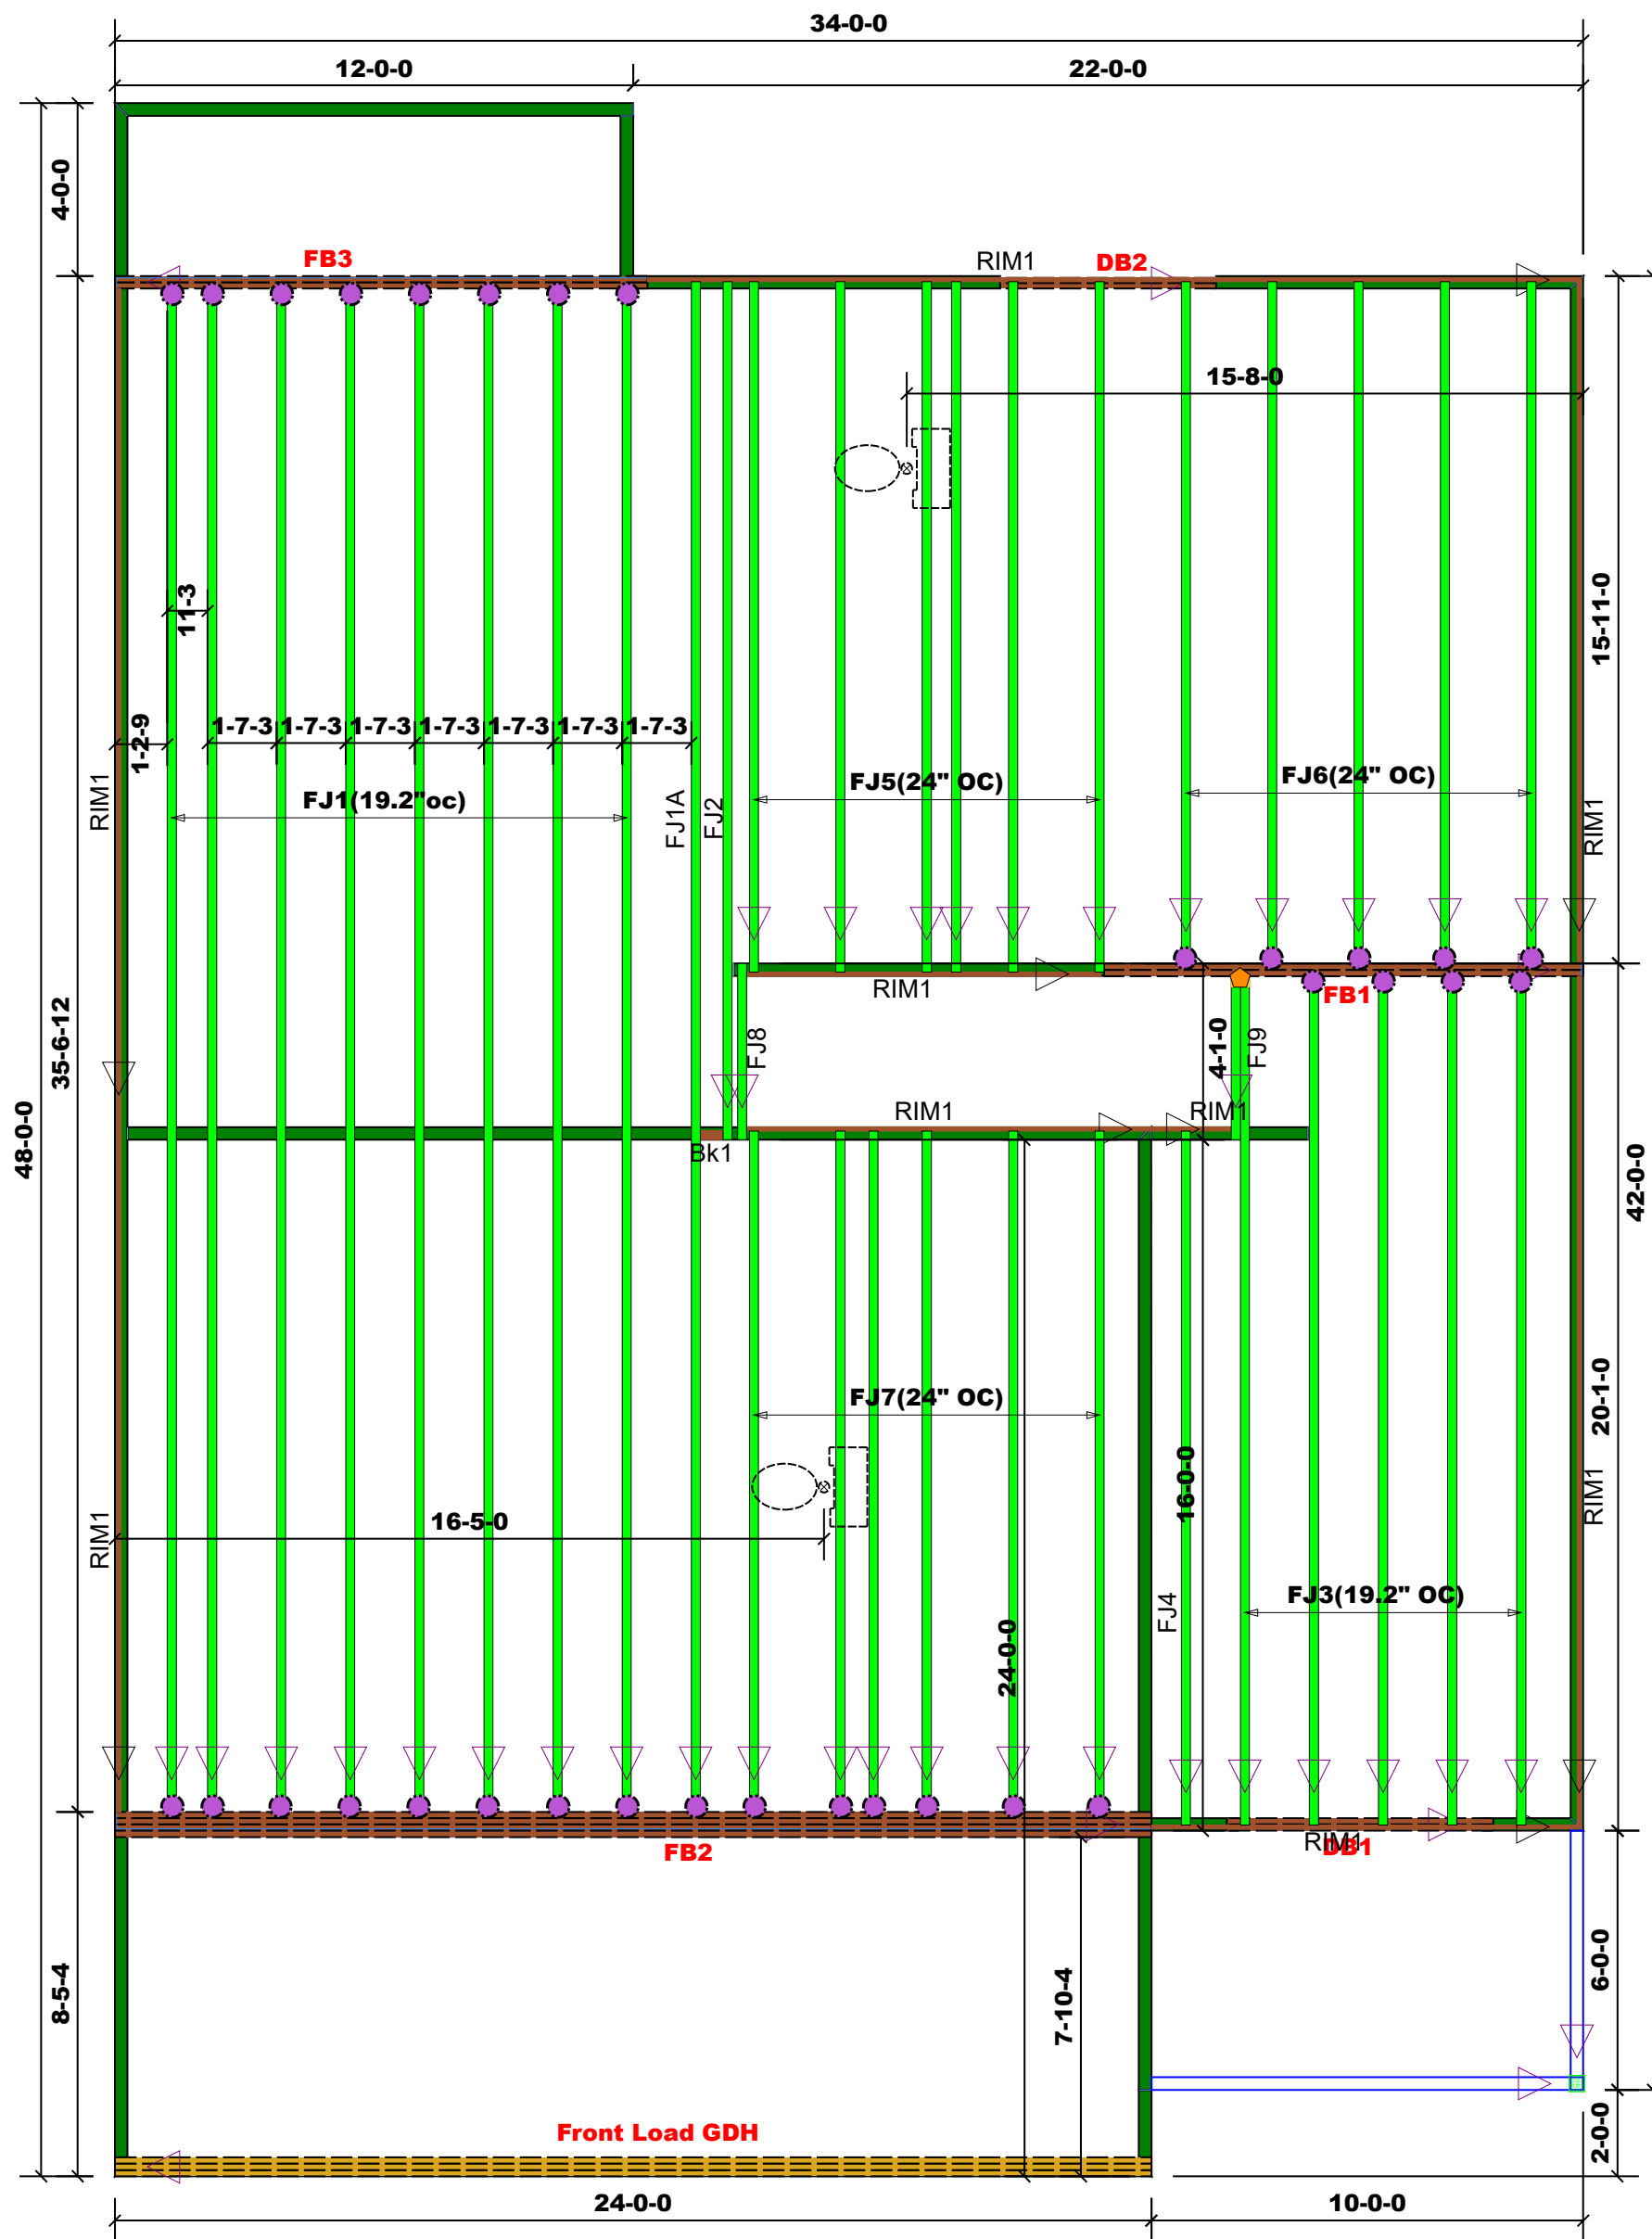 34-0-0
12-0-0
22-0-0
4-0-0
FB3
RIM1
DB2
15-8-0
11-3
15-11-0
1-2-9
1-7-3
1-7-3
1-7-3
1-7-3
1-7-3
1-7-3
1-7-3
FJ1(19.2"oc)
FJ5(24" OC)
FJ6(24" OC)
RIM1
FJ1A
FJ2
RIM1
RIM1
FB1
35-6-12
FJ8
4-1-0
FJ9
48-0-0
RIM1
RIM1
Bk1
42-0-0
FJ7(24" OC)
20-1-0
16-0-0
16-5-0
RIM1
RIM1
FJ3(19.2" OC)
FJ4
24-0-0
FB2
RIM1
DB1
8-5-4
7-10-4
6-0-0
2-0-0
Front Load GDH
24-0-0
10-0-0